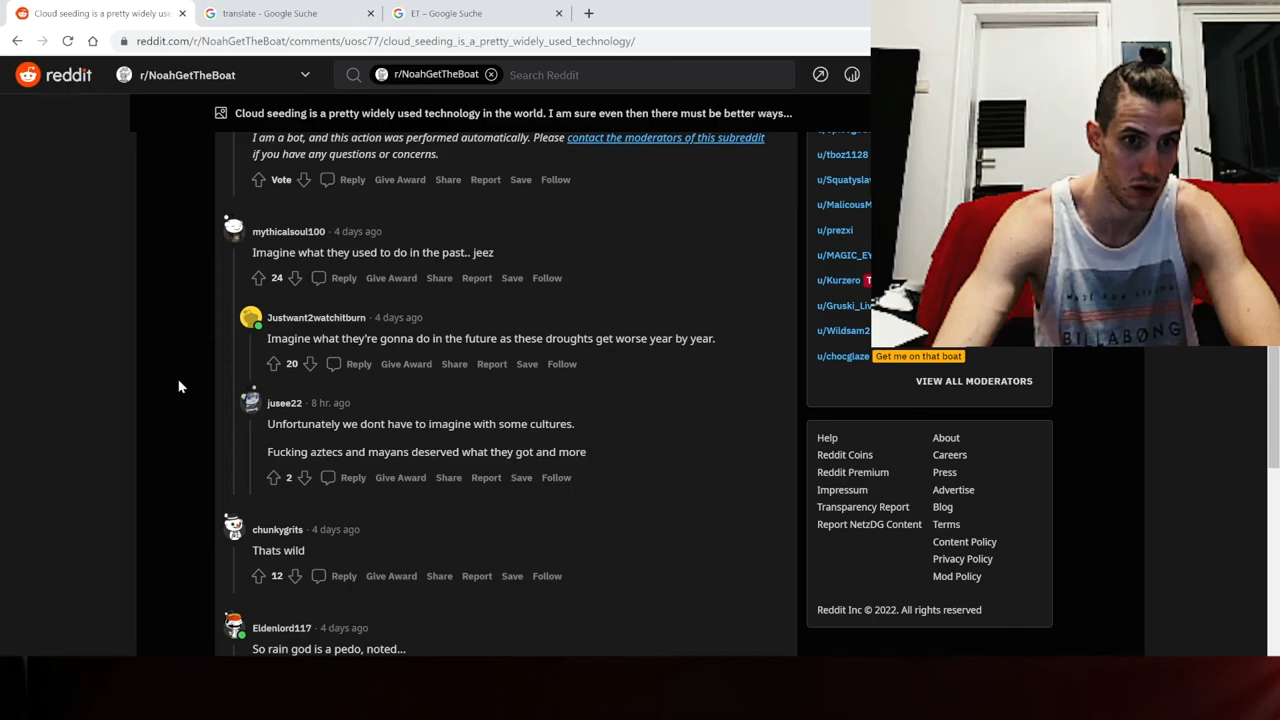 Cloud seeding is a pretty widely use
translate - Google Suche
ET – Google Suche
reddit.com/r/NoahGetTheBoat/comments/uosc77/cloud_seeding_is_a_pretty_widely_used_technology/
reddit
r/NoahGetTheBoat
r/NoahGetTheBoat
Search Reddit
Cloud seeding is a pretty widely used technology in the world. I am sure even then there must be better ways...
I am a bot, and this action was performed automatically. Please contact the moderators of this subreddit
if you have any questions or concerns.
Vote Reply Give Award Share Report Save Follow
mythicalsoul100 · 4 days ago
Imagine what they used to do in the past.. jeez
24 Reply Give Award Share Report Save Follow
Justwant2watchitburn · 4 days ago
Imagine what they're gonna do in the future as these droughts get worse year by year.
20 Reply Give Award Share Report Save Follow
jusee22 · 8 hr. ago
Unfortunately we dont have to imagine with some cultures.
Fucking aztecs and mayans deserved what they got and more
2 Reply Give Award Share Report Save Follow
chunkygrits · 4 days ago
Thats wild
12 Reply Give Award Share Report Save Follow
Eldenlord117 · 4 days ago
So rain god is a pedo, noted...
u/tboz1128
u/Squatysla
u/MalicousM
u/prezxi
u/MAGIC_EY
u/Kurzero
u/Gruski_Liv
u/Wildsam2
u/chocglaze Get me on that boat
VIEW ALL MODERATORS
Help About
Reddit Coins Careers
Reddit Premium Press
Impressum Advertise
Transparency Report Blog
Report NetzDG Content Terms
Content Policy
Privacy Policy
Mod Policy
Reddit Inc © 2022. All rights reserved
BILLABONG